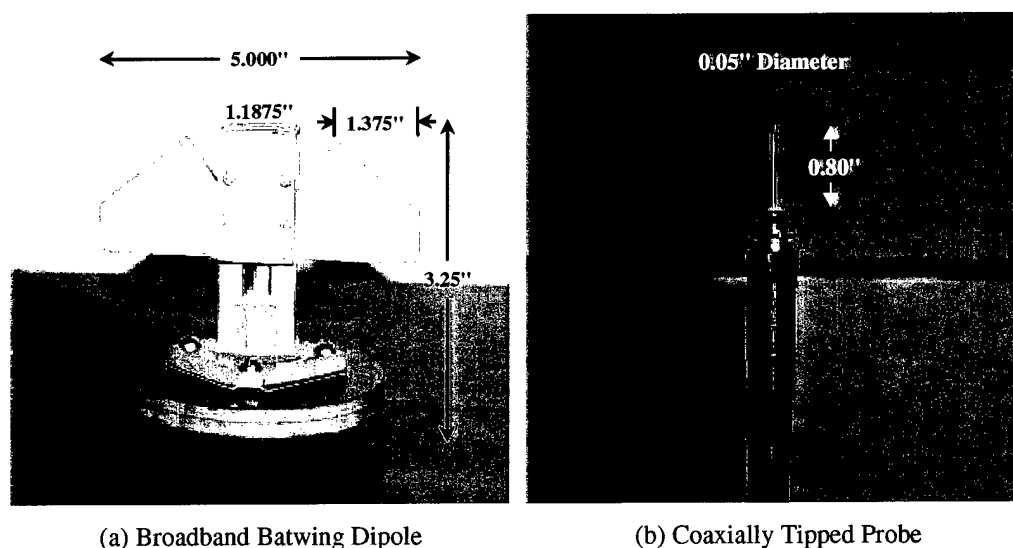 5.000"
1.1875"
1.375"
3.25"
0.05" Diameter
0.80"
(a) Broadband Batwing Dipole
(b) Coaxially Tipped Probe